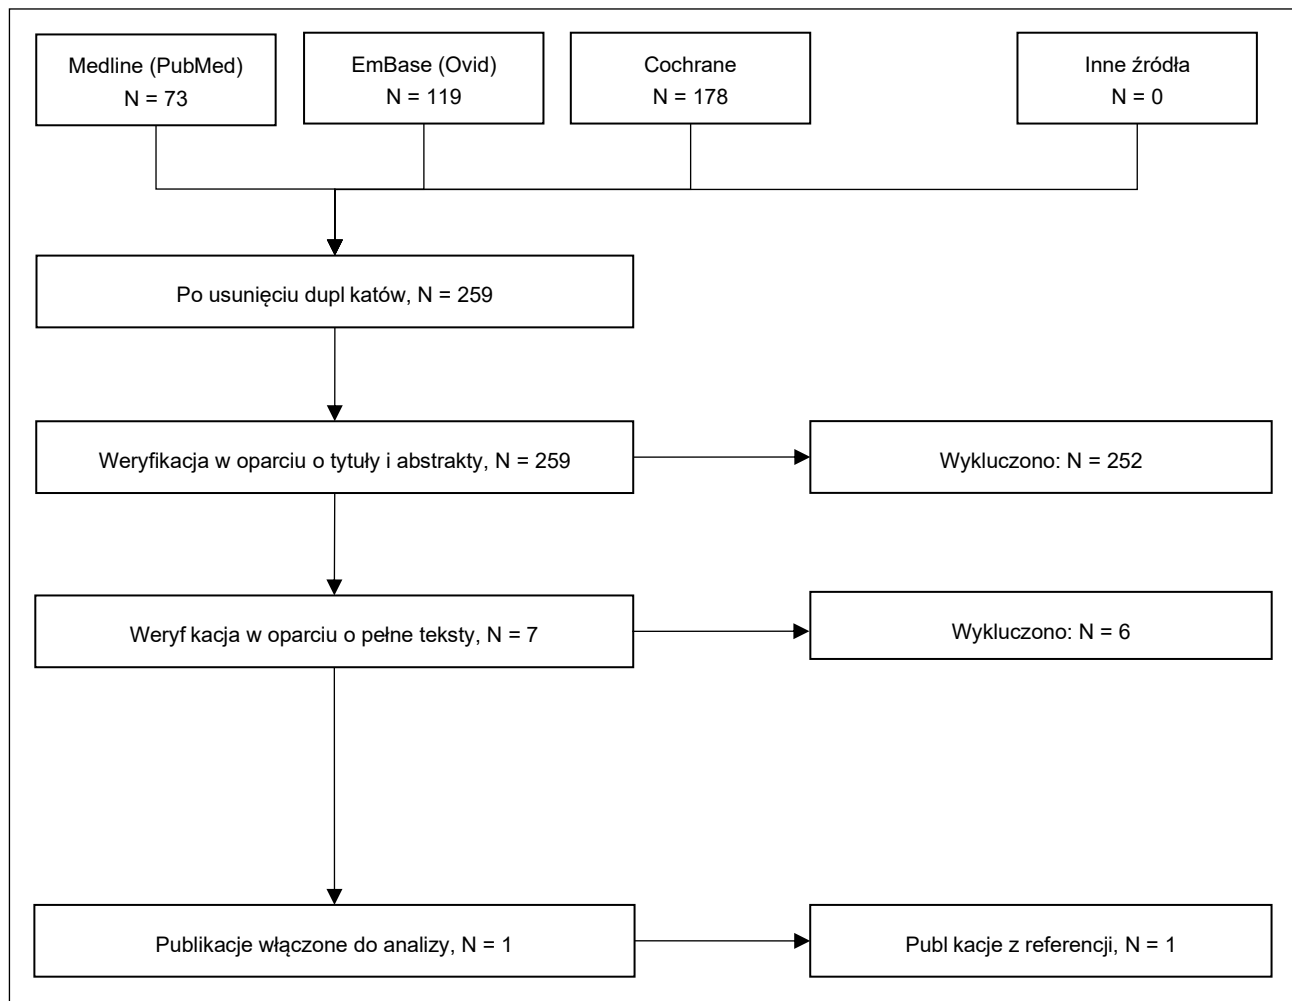 Medline (PubMed)
N = 73
EmBase (Ovid)
N = 119
Cochrane
N = 178
Inne źródła
N = 0
Po usunięciu dupl katów, N = 259
Weryfikacja w oparciu o tytuły i abstrakty, N = 259
Wykluczono: N = 252
Weryf kacja w oparciu o pełne teksty, N = 7
Wykluczono: N = 6
Publikacje włączone do analizy, N = 1
Publ kacje z referencji, N = 1